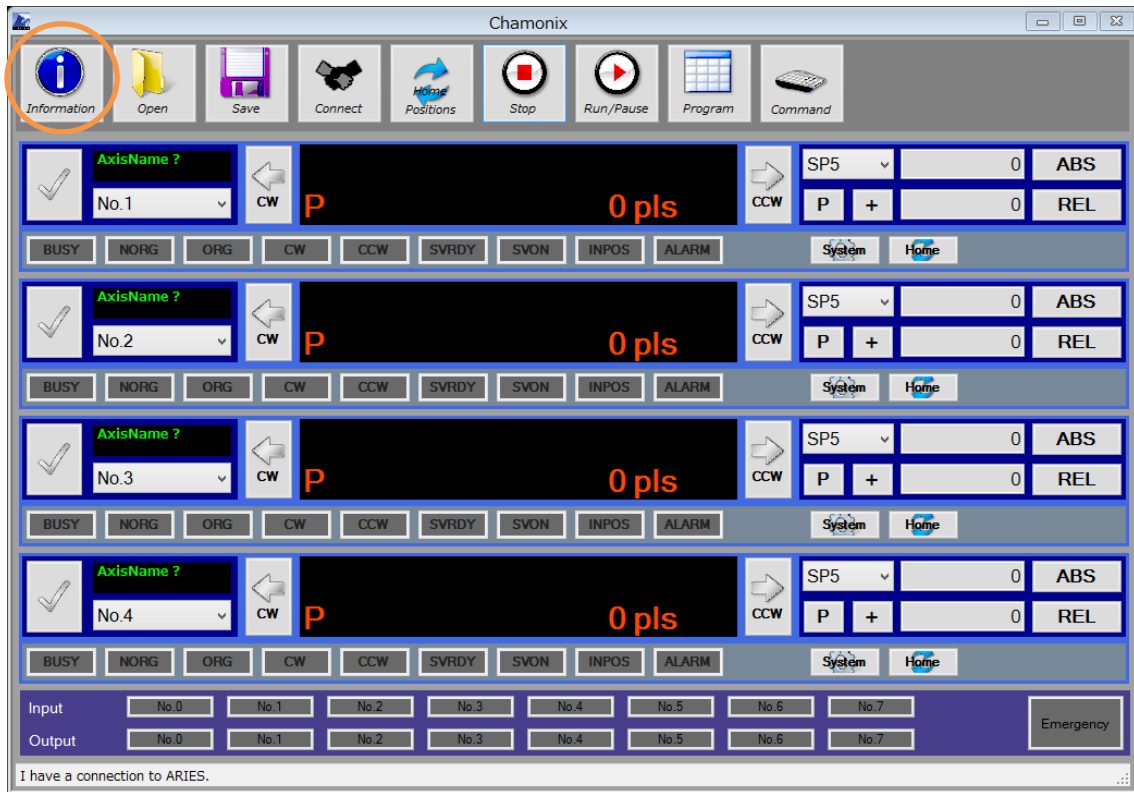 Chamonix
Information Open Save Connect Home Positions Stop Run/Pause Program Command
AxisName ? SP5 0 ABS
No.1 CW P 0 pls CCW P + 0 REL
BUSY NORG ORG CW CCW SVRDY SVON INPOS ALARM System Home
AxisName ? SP5 0 ABS
No.2 CW P 0 pls CCW P + 0 REL
BUSY NORG ORG CW CCW SVRDY SVON INPOS ALARM System Home
AxisName ? SP5 0 ABS
No.3 CW P 0 pls CCW P + 0 REL
BUSY NORG ORG CW CCW SVRDY SVON INPOS ALARM System Home
AxisName ? SP5 0 ABS
No.4 CW P 0 pls CCW P + 0 REL
BUSY NORG ORG CW CCW SVRDY SVON INPOS ALARM System Home
Input No.0 No.1 No.2 No.3 No.4 No.5 No.6 No.7
Emergency
Output No.0 No.1 No.2 No.3 No.4 No.5 No.6 No.7
I have a connection to ARIES.